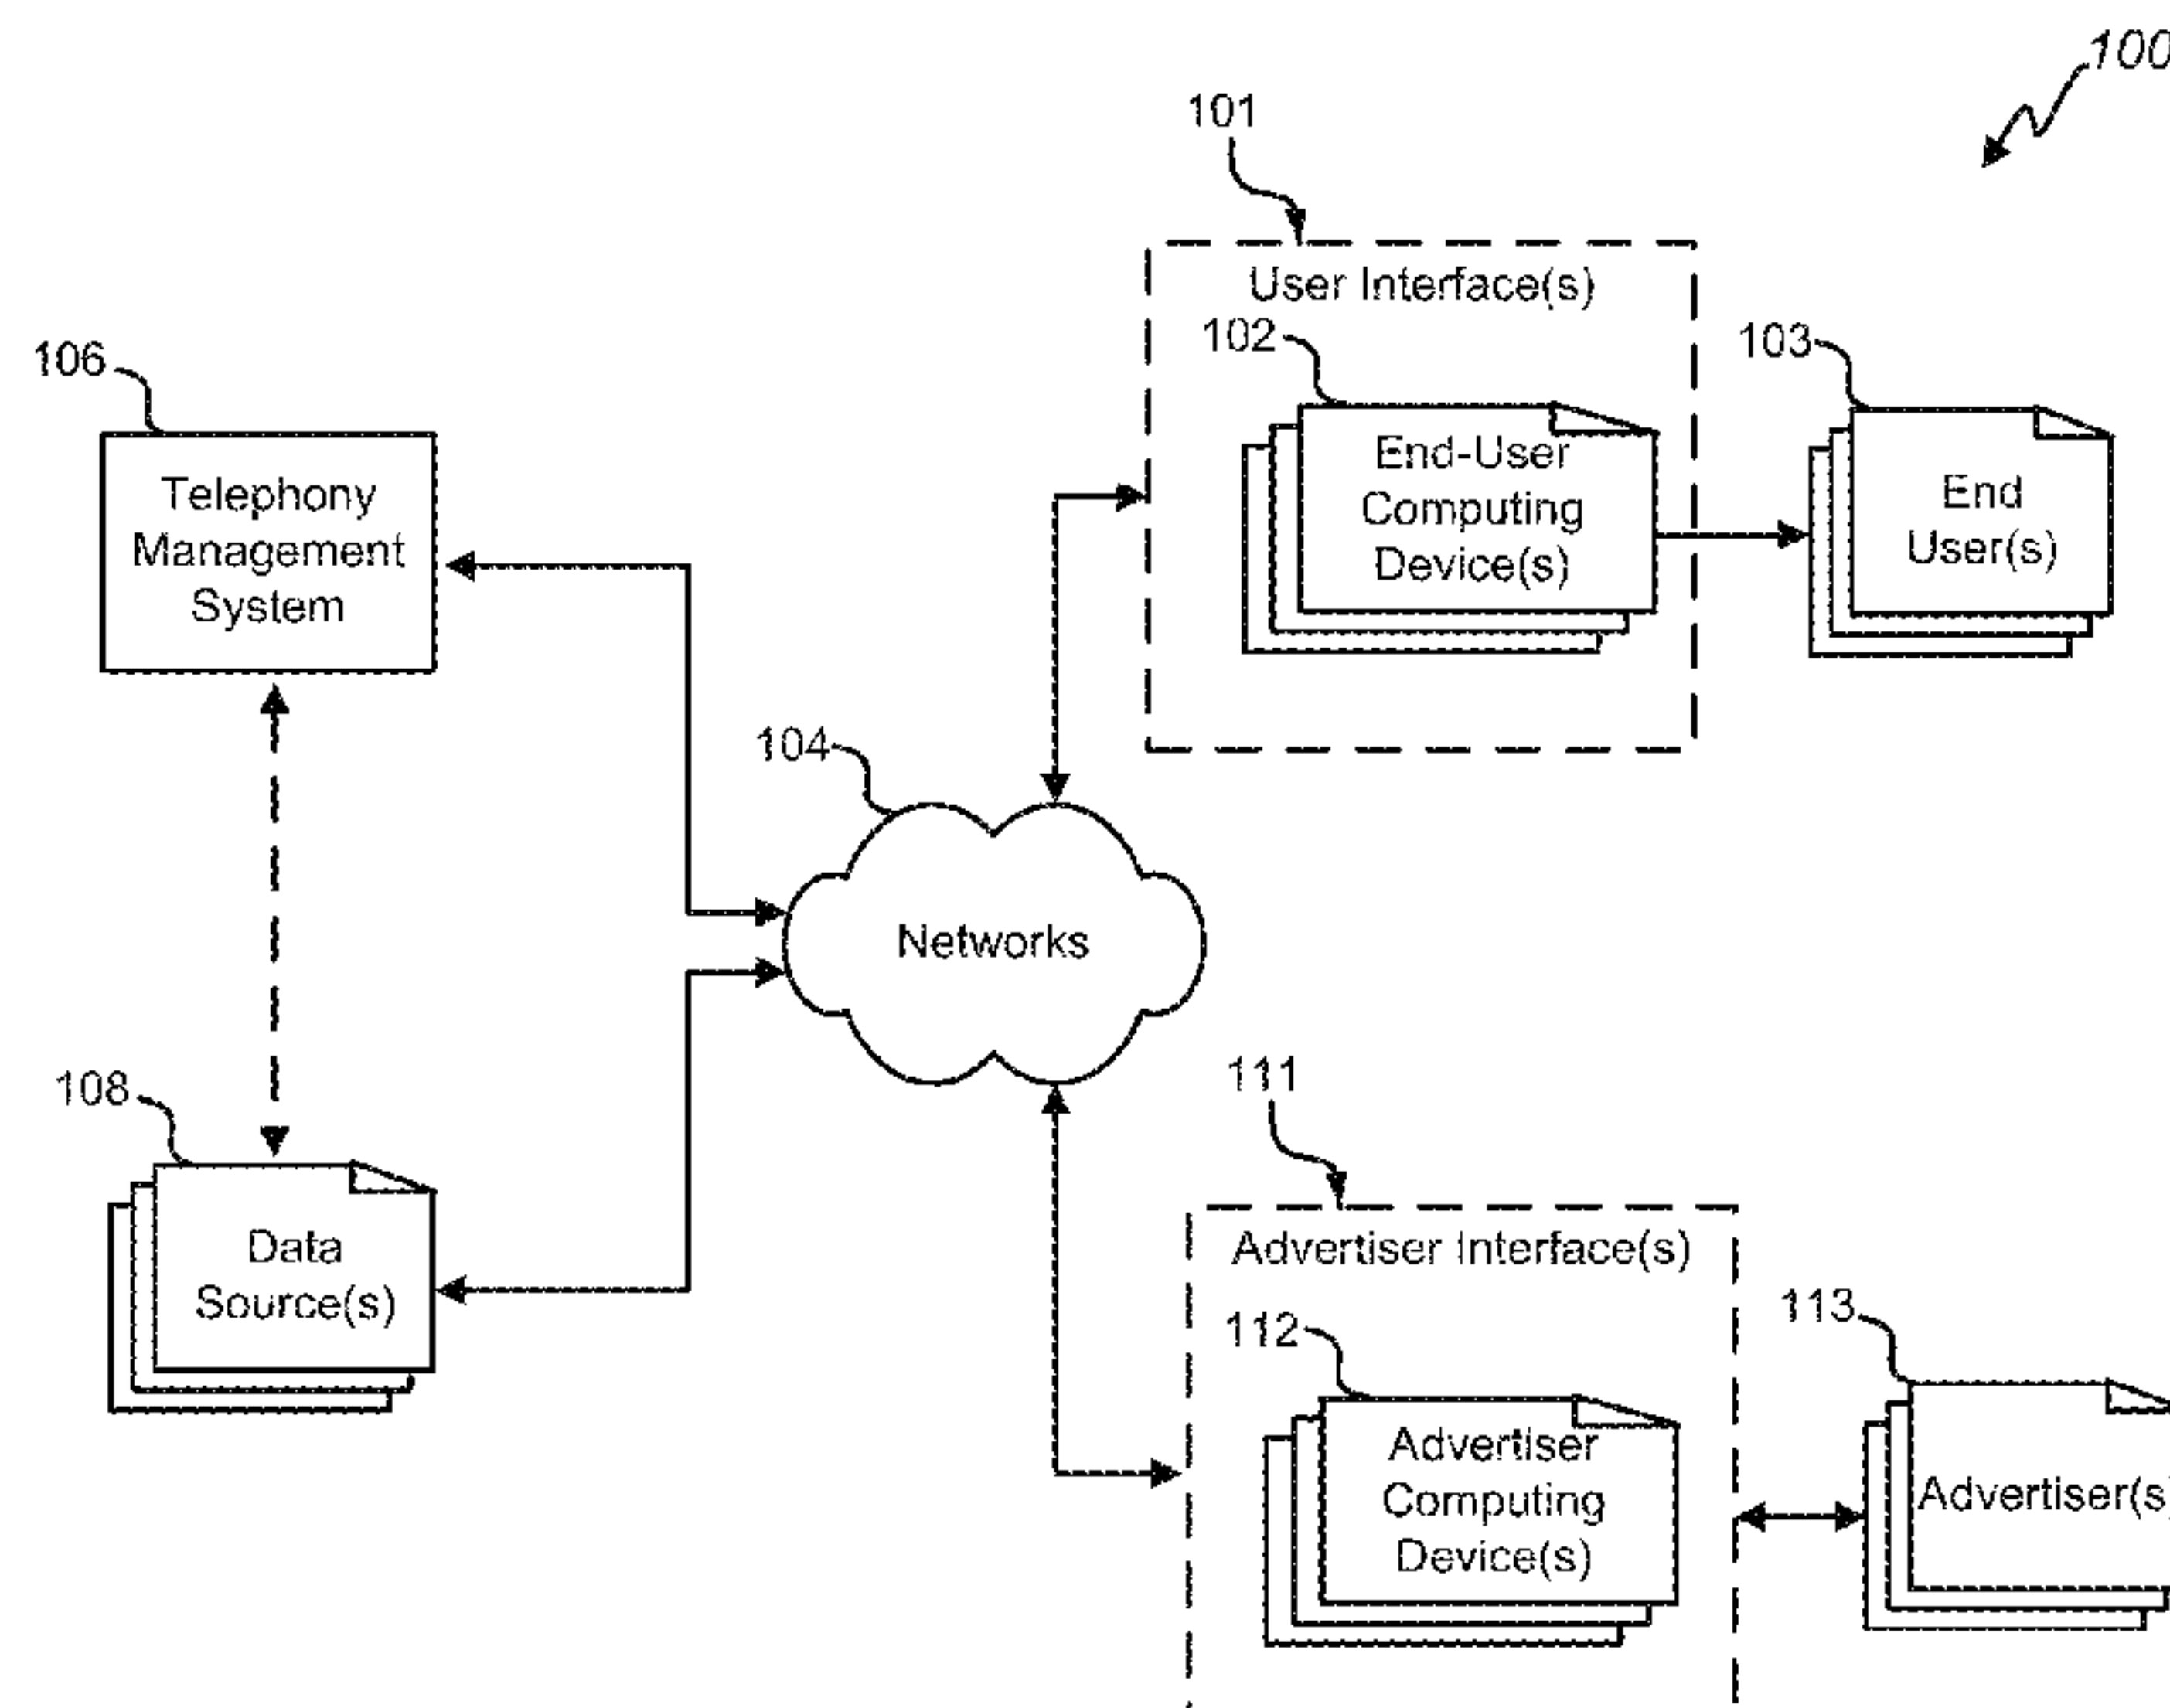 100
101
User Interface(s)
102
103
106
End-User
Computing
Device(s)
End
User(s)
Telephony
Management
System
104
Networks
108
111
Data
Source(s)
Advertiser Interface(s)
112
113
Advertiser
Computing
Device(s)
Advertiser(s)